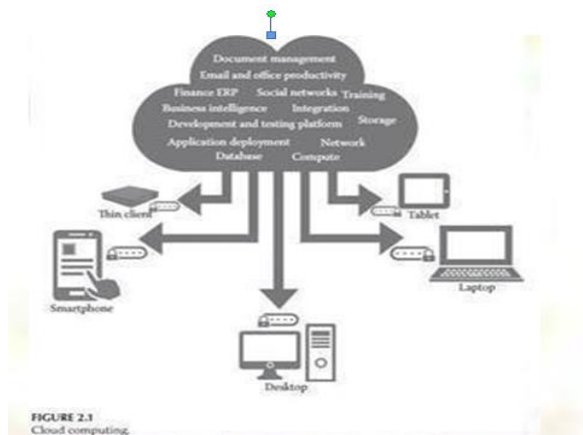 Document management
Email and office productivity
Finance ERP Social networks Training
Business intelligence Integration
Storage
Development and testing platform
Application deployment Network
Database Compute
Thin client
Tablet
Smartphone
Laptop
Desktop
FIGURE 2.1
Cloud computing.